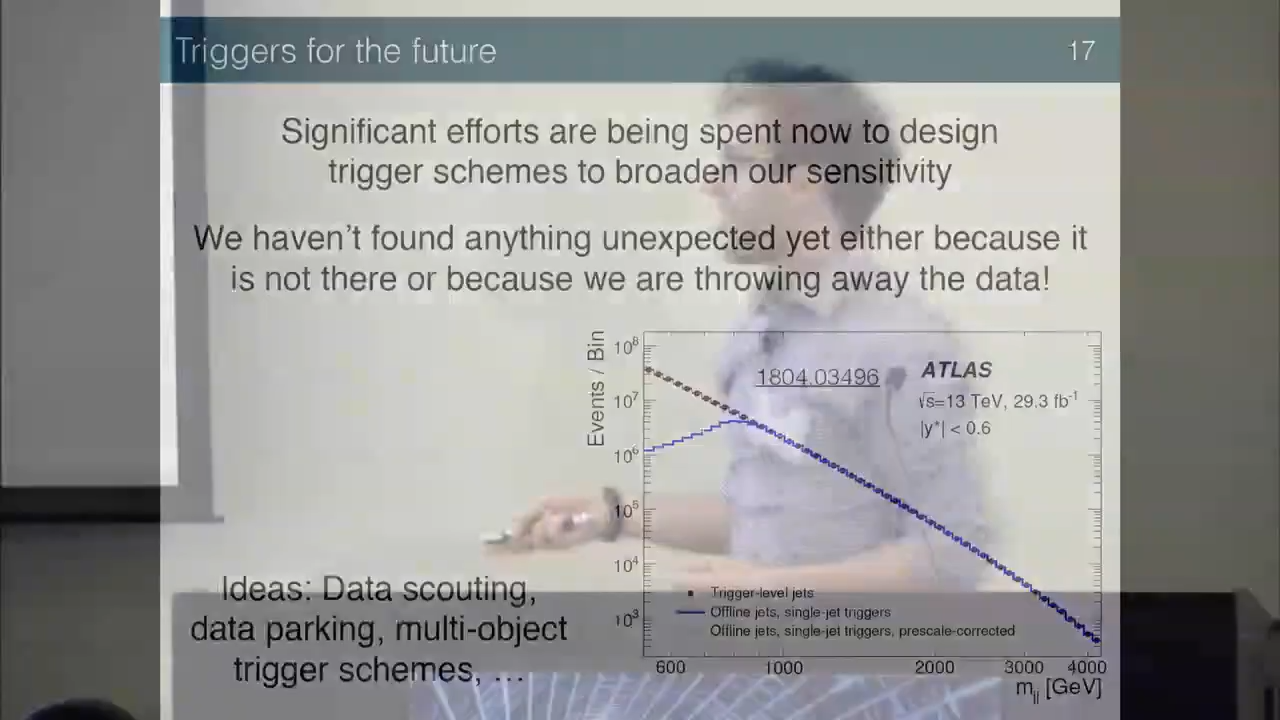 Triggers for the future
17
Significant efforts are being spent now to design
trigger schemes to broaden our sensitivity
We haven't found anything unexpected yet either because it
is not there or because we are throwing away the data!
Events / Bin
10⁸
10⁷
10⁶
10⁵
10⁴
10³
1804.03496
ATLAS
√s=13 TeV, 29.3 fb⁻¹
|y*| < 0.6
Trigger-level jets
Offline jets, single-jet triggers
Offline jets, single-jet triggers, prescale-corrected
600
1000
2000
3000
4000
mjj [GeV]
Ideas: Data scouting,
data parking, multi-object
trigger schemes, …